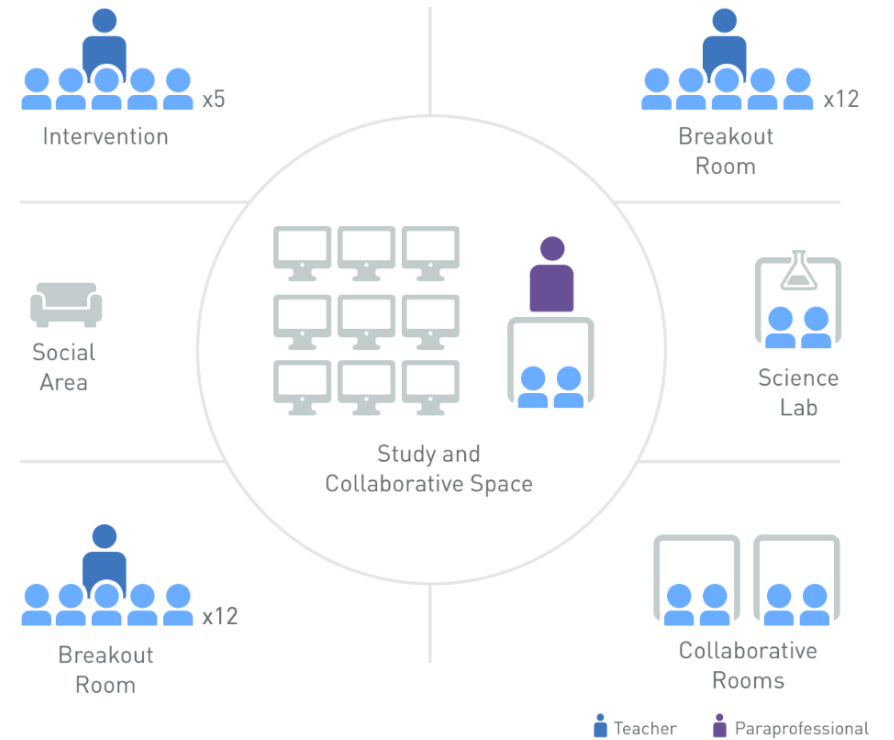 x5
Intervention
x12
Breakout
Room
Social
Area
Science
Lab
Study and
Collaborative Space
x12
Breakout
Room
Collaborative
Rooms
Teacher
Paraprofessional